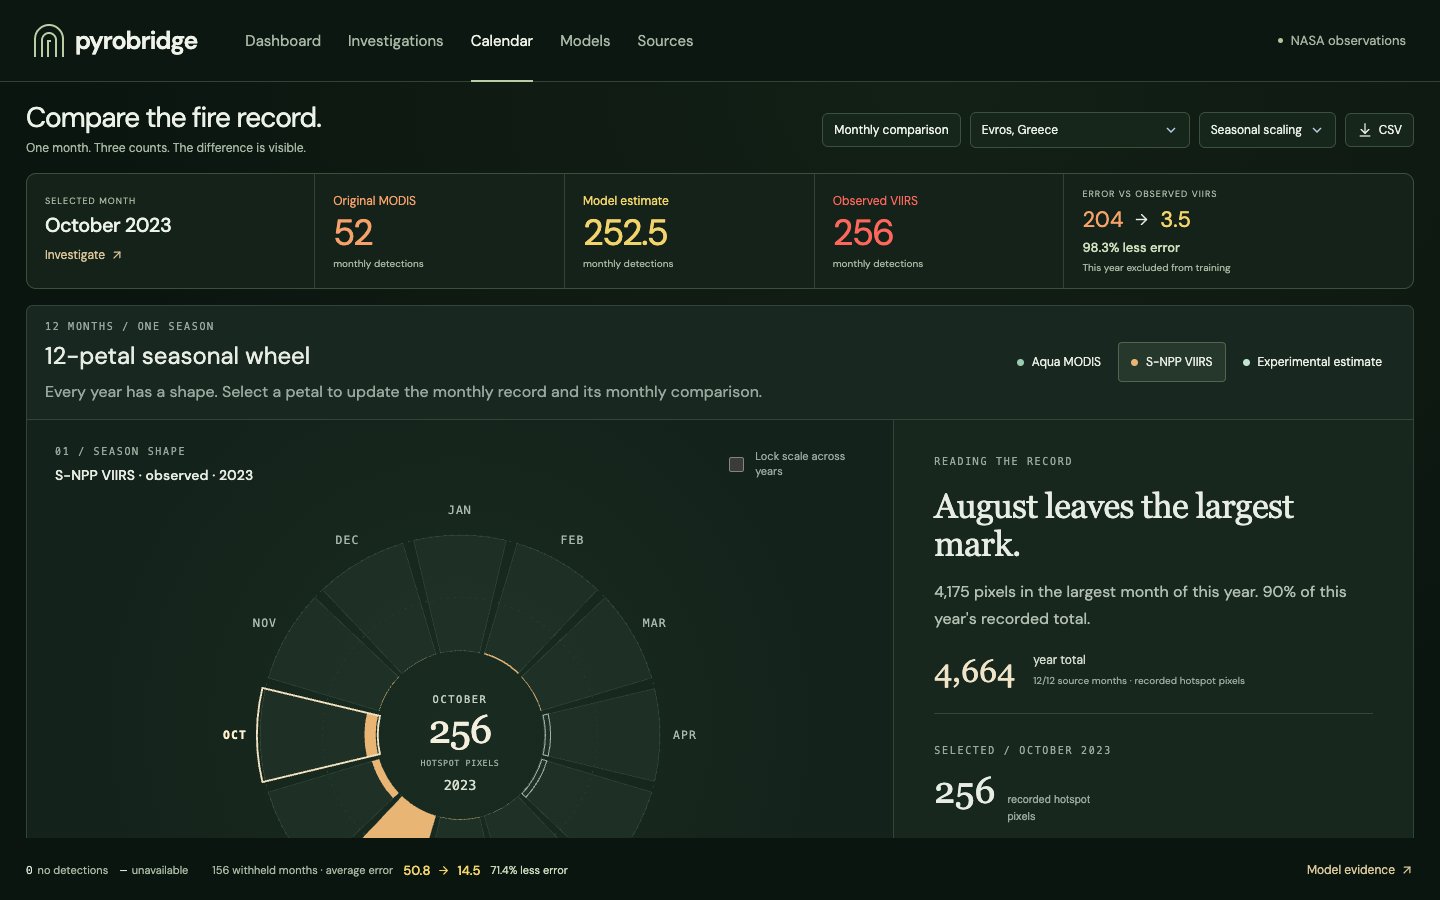 pyrobridge
Dashboard
Investigations
Calendar
Models
Sources
NASA observations
Compare the fire record.
One month. Three counts. The difference is visible.
Monthly comparison
Evros, Greece
Seasonal scaling
CSV
SELECTED MONTH
October 2023
Investigate ↗
Original MODIS
52
monthly detections
Model estimate
252.5
monthly detections
Observed VIIRS
256
monthly detections
ERROR VS OBSERVED VIIRS
204 → 3.5
98.3% less error
This year excluded from training
12 MONTHS / ONE SEASON
12-petal seasonal wheel
Every year has a shape. Select a petal to update the monthly record and its monthly comparison.
Aqua MODIS
S-NPP VIIRS
Experimental estimate
01 / SEASON SHAPE
S-NPP VIIRS · observed · 2023
Lock scale across
years
JAN
FEB
MAR
APR
OCT
NOV
DEC
OCTOBER
256
HOTSPOT PIXELS
2023
READING THE RECORD
August leaves the largest
mark.
4,175 pixels in the largest month of this year. 90% of this
year's recorded total.
4,664
year total
12/12 source months · recorded hotspot pixels
SELECTED / OCTOBER 2023
256
recorded hotspot
pixels
0 no detections
— unavailable
156 withheld months · average error 50.8 → 14.5 71.4% less error
Model evidence ↗